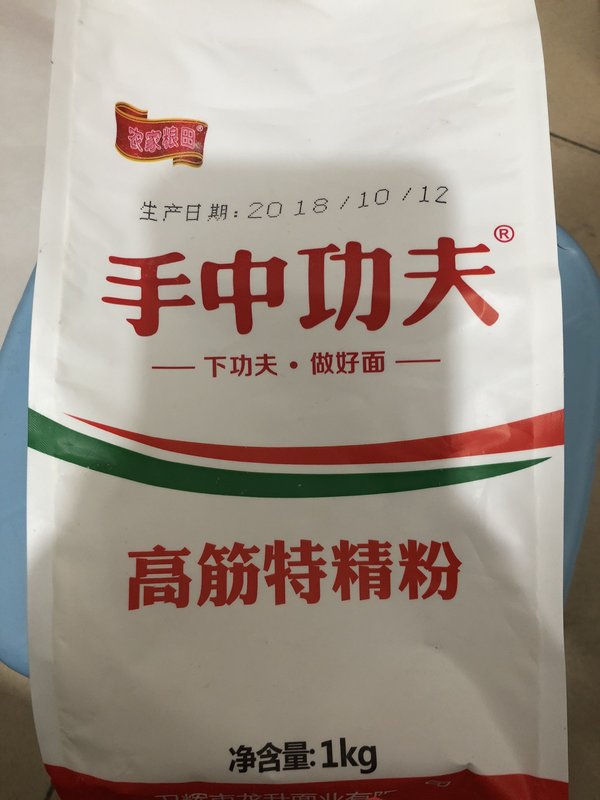 农家粮田®
生产日期:2018/10/12
手中功夫®
下功夫·做好面
高筋特精粉
净含量:1kg